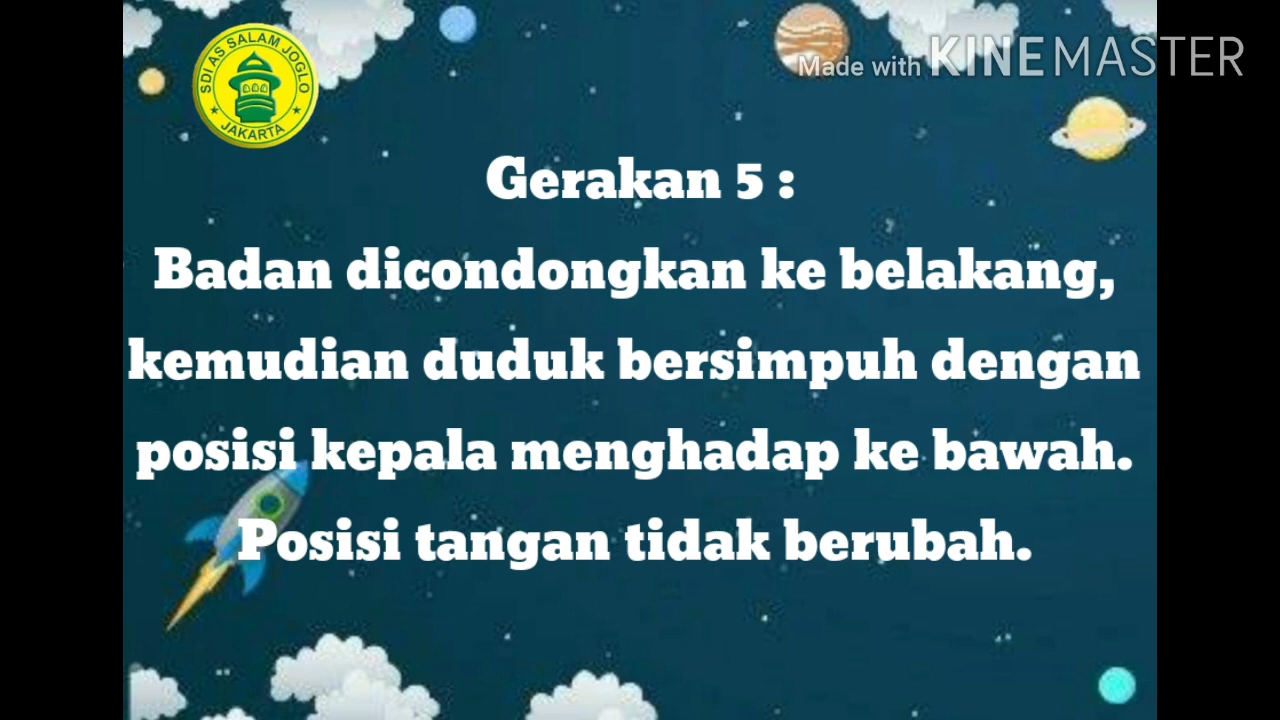 SDI AS SALAM JOGLO
JAKARTA
Made with KINEMASTER
Gerakan 5 :
Badan dicondongkan ke belakang,
kemudian duduk bersimpuh dengan
posisi kepala menghadap ke bawah.
Posisi tangan tidak berubah.